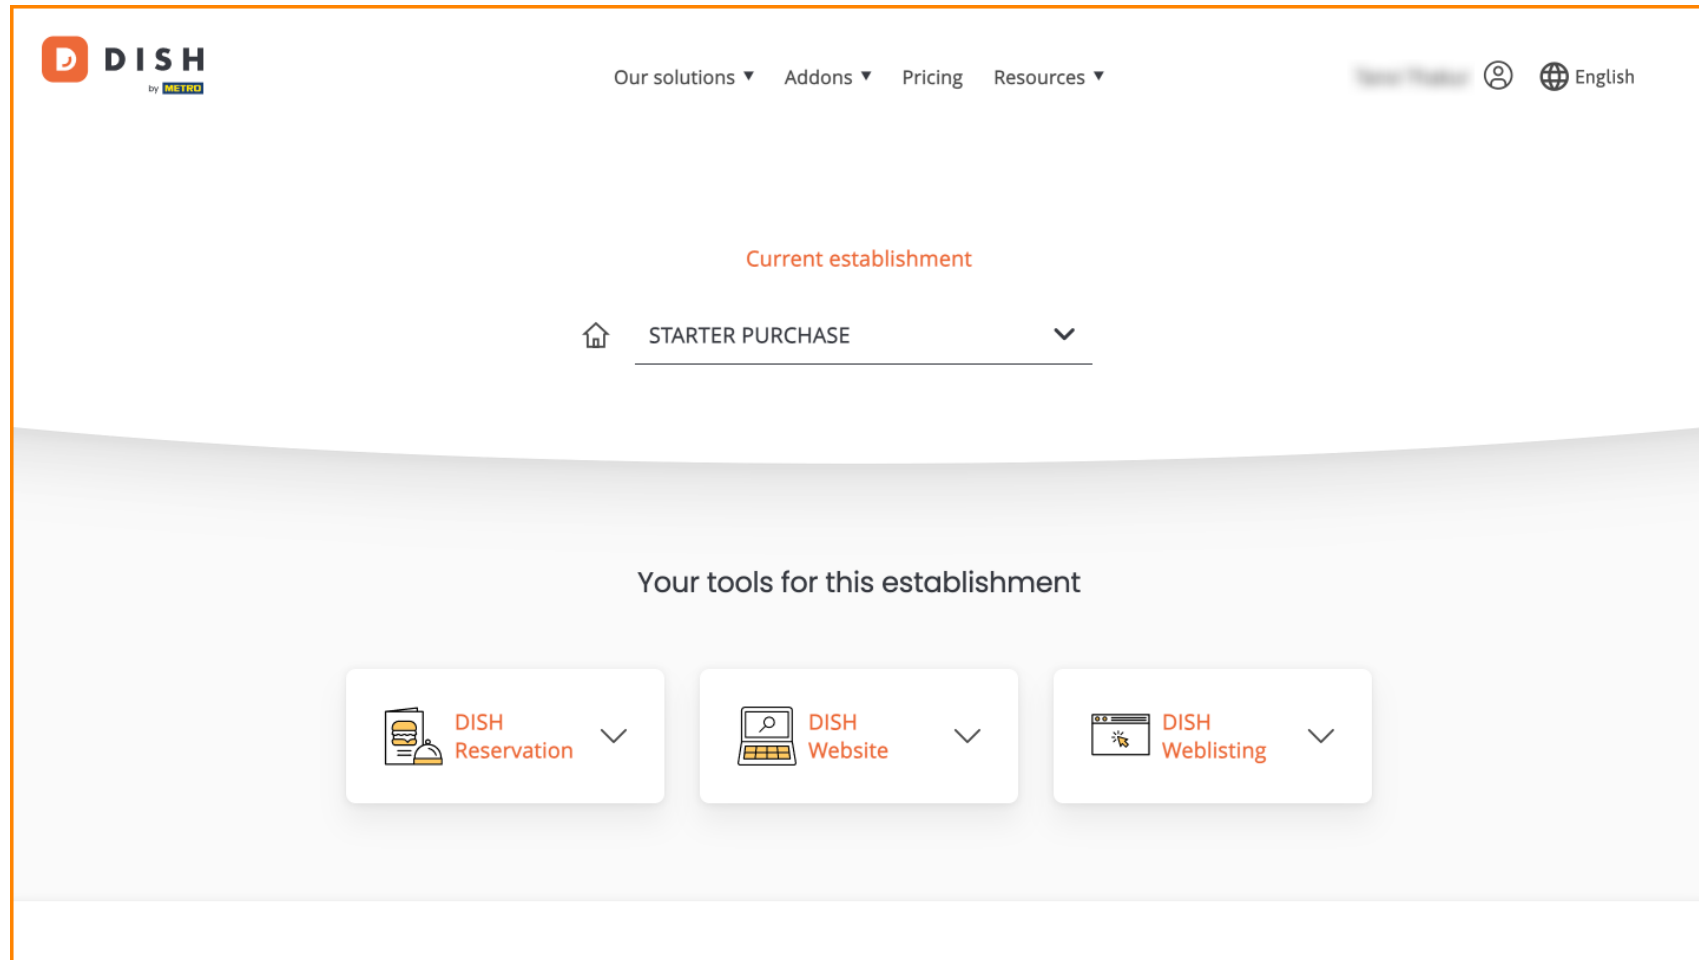 DISH
by METRO
Our solutions ▼ Addons ▼ Pricing Resources ▼
English
Current establishment
STARTER PURCHASE
Your tools for this establishment
DISH
Reservation
DISH
Website
DISH
Weblisting